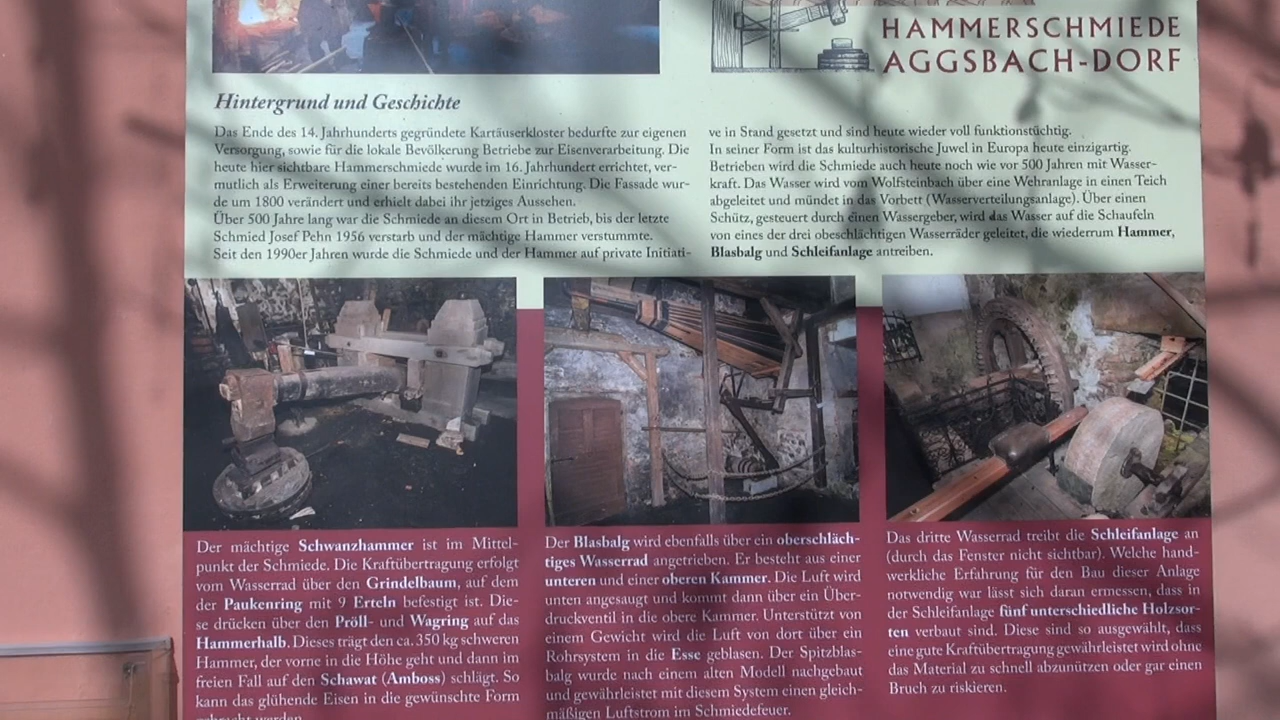 HAMMERSCHMIEDE
AGGSBACH-DORF
Hintergrund und Geschichte
Das Ende des 14. Jahrhunderts gegründete Kartäuserkloster bedurfte zur eigenen
Versorgung, sowie für die lokale Bevölkerung Betriebe zur Eisenverarbeitung. Die
heute hier sichtbare Hammerschmiede wurde im 16. Jahrhundert errichtet, ver-
mutlich als Erweiterung einer bereits bestehenden Einrichtung. Die Fassade wur-
de um 1800 verändert und erhielt dabei ihr jetziges Aussehen.
Über 500 Jahre lang war die Schmiede an diesem Ort in Betrieb, bis der letzte
Schmied Josef Pehn 1956 verstarb und der mächtige Hammer verstummte.
Seit den 1990er Jahren wurde die Schmiede und der Hammer auf private Initiati-
ve in Stand gesetzt und sind heute wieder voll funktionstüchtig.
In seiner Form ist das kulturhistorische Juwel in Europa heute einzigartig.
Betrieben wird die Schmiede auch heute noch wie vor 500 Jahren mit Wasser-
kraft. Das Wasser wird vom Wolfsteinbach über eine Wehranlage in einen Teich
abgeleitet und mündet in das Vorbett (Wasserverteilungsanlage). Über einen
Schütz, gesteuert durch einen Wassergeber, wird das Wasser auf die Schaufeln
von eines der drei obeschlächtigen Wasserräder geleitet, die wiederrum Hammer,
Blasbalg und Schleifanlage antreiben.
Der mächtige Schwanzhammer ist im Mittel-
punkt der Schmiede. Die Kraftübertragung erfolgt
vom Wasserrad über den Grindelbaum, auf dem
der Paukenring mit 9 Erteln befestigt ist. Die-
se drücken über den Pröll- und Wagring auf das
Hammerhalb. Dieses trägt den ca. 350 kg schweren
Hammer, der vorne in die Höhe geht und dann im
freien Fall auf den Schawat (Amboss) schlägt. So
kann das glühende Eisen in die gewünschte Form
gebracht werden.
Der Blasbalg wird ebenfalls über ein oberschläch-
tiges Wasserrad angetrieben. Er besteht aus einer
unteren und einer oberen Kammer. Die Luft wird
unten angesaugt und kommt dann über ein Über-
druckventil in die obere Kammer. Unterstützt von
einem Gewicht wird die Luft von dort über ein
Rohrsystem in die Esse geblasen. Der Spitzblas-
balg wurde nach einem alten Modell nachgebaut
und gewährleistet mit diesem System einen gleich-
mäßigen Luftstrom im Schmiedefeuer.
Das dritte Wasserrad treibt die Schleifanlage an
(durch das Fenster nicht sichtbar). Welche hand-
werkliche Erfahrung für den Bau dieser Anlage
notwendig war lässt sich daran ermessen, dass in
der Schleifanlage fünf unterschiedliche Holzsor-
ten verbaut sind. Diese sind so ausgewählt, dass
eine gute Kraftübertragung gewährleistet wird ohne
das Material zu schnell abzunützen oder gar einen
Bruch zu riskieren.